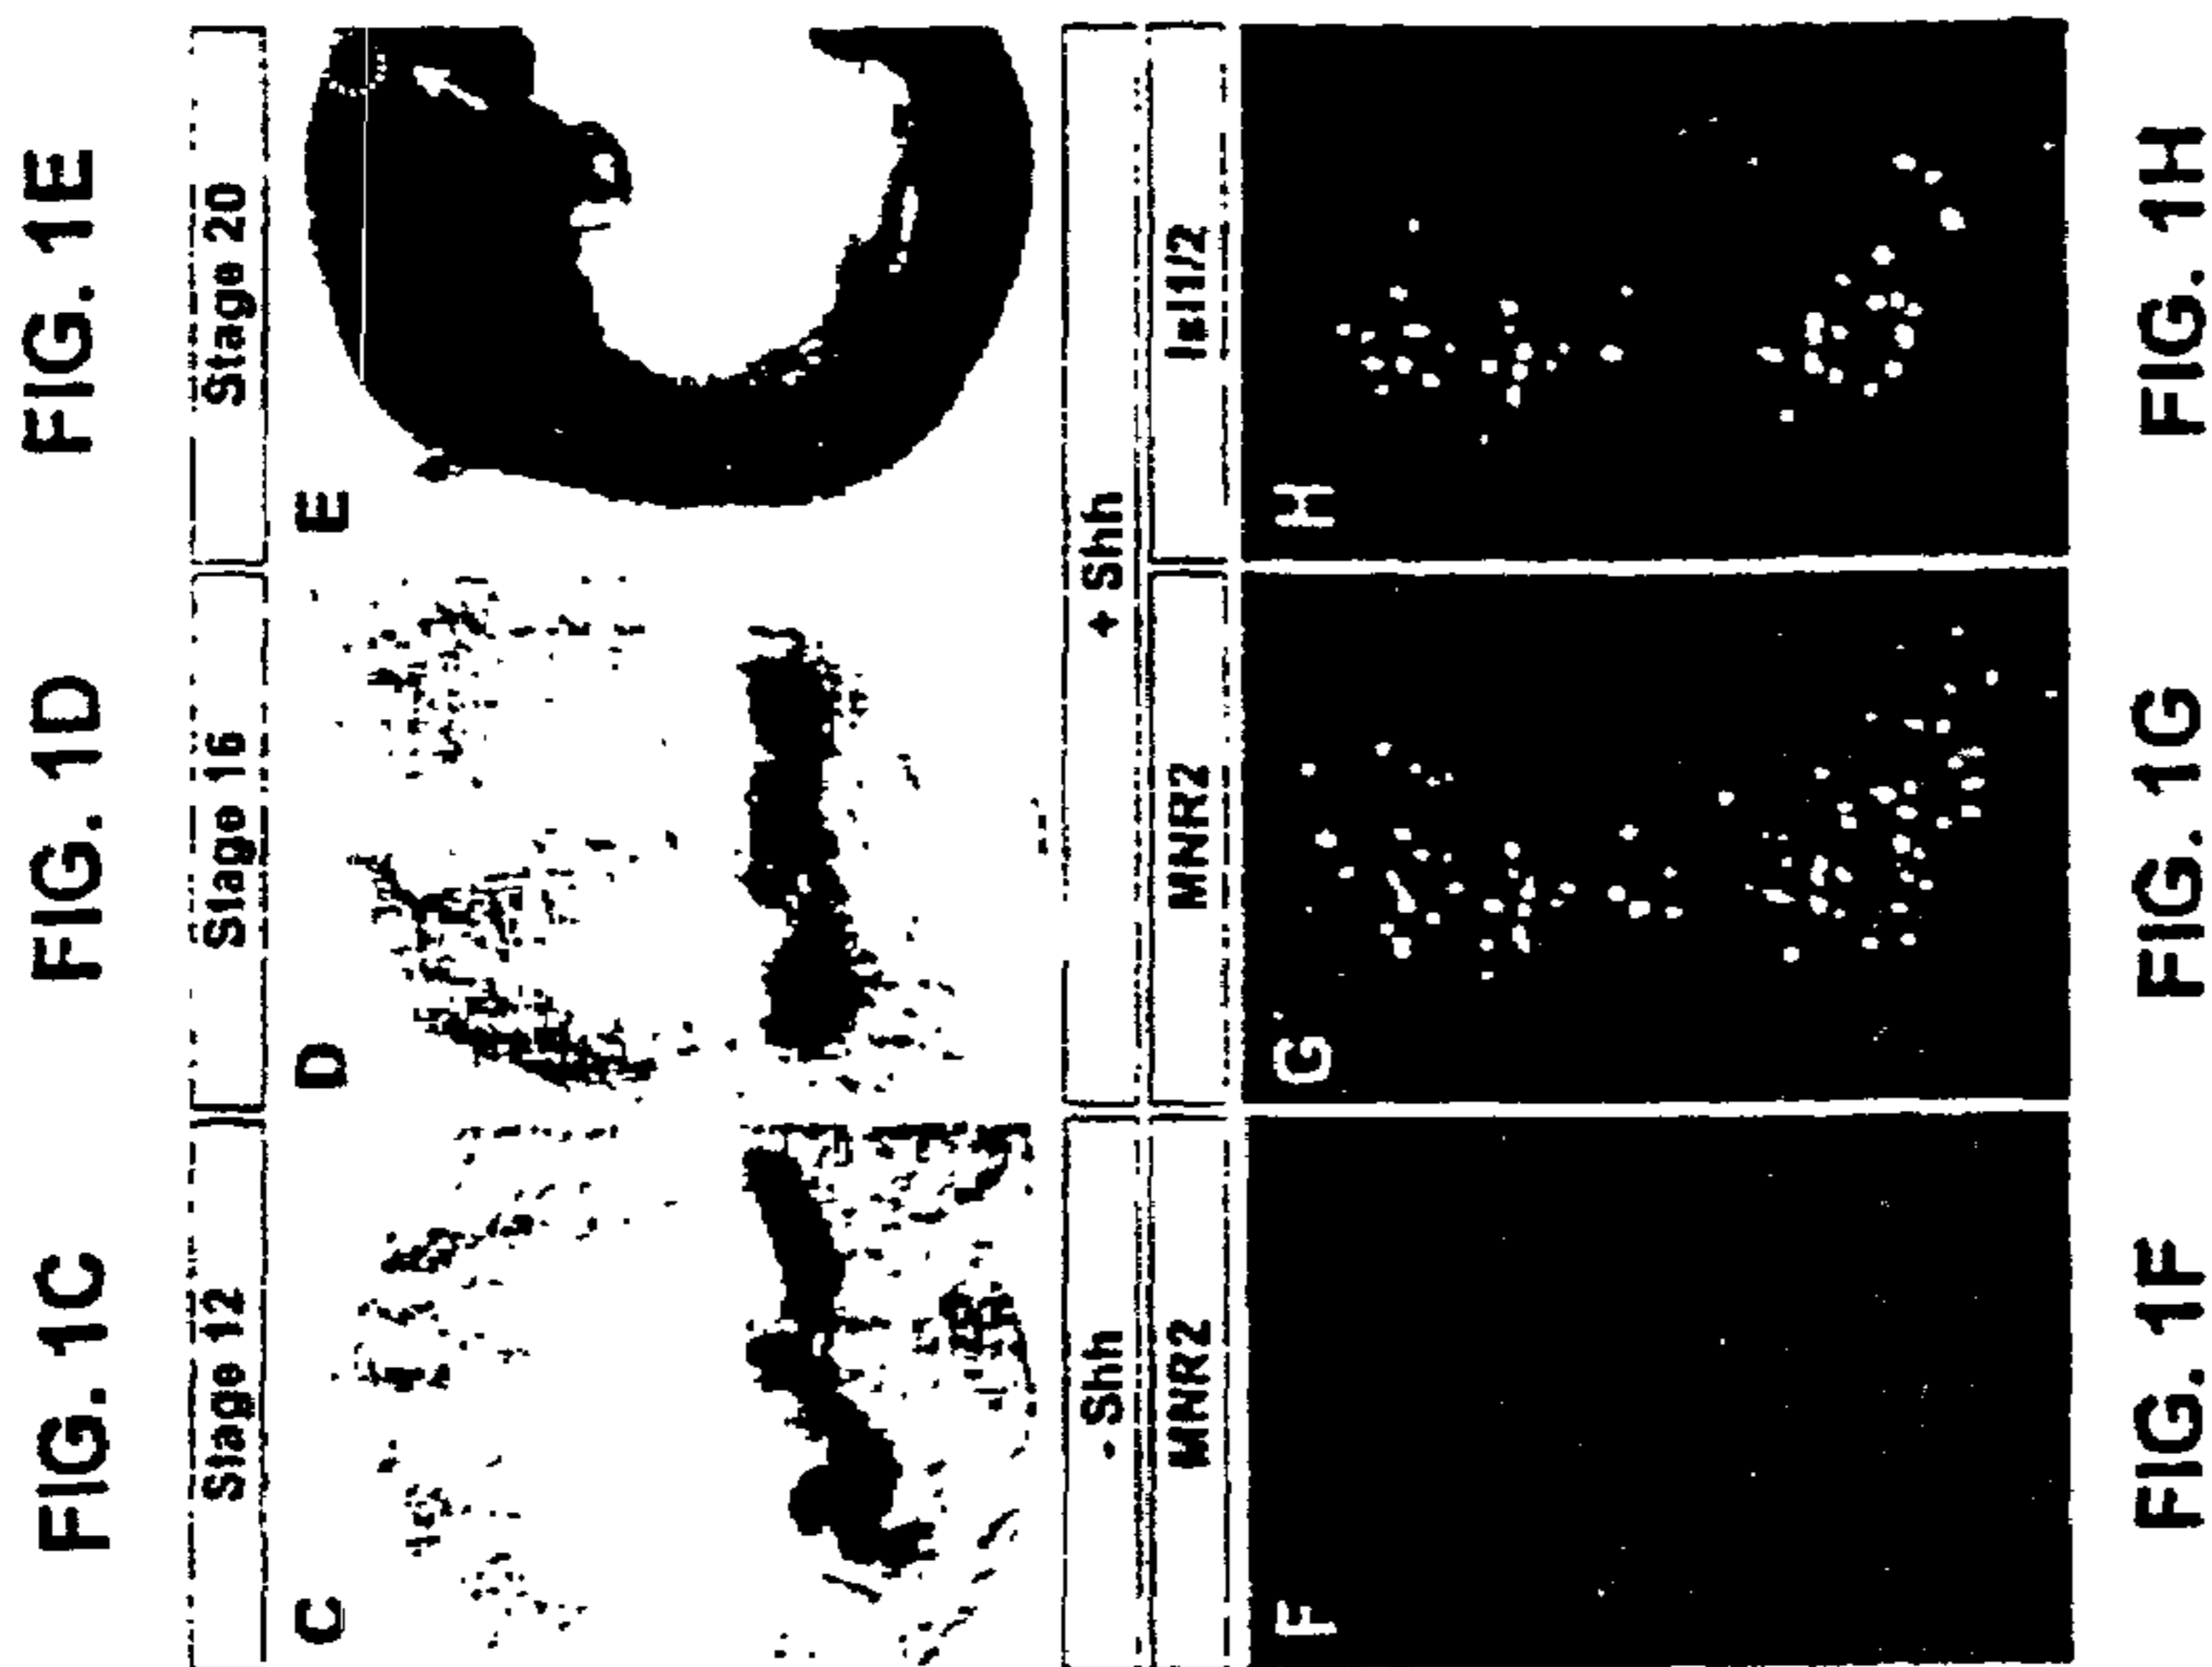 FIG. 1C FIG. 1D FIG. 1E
Stage 12 Stage 16 Stage 20
C D E
- Shh + Shh
MNR2 MNR2 Isl1/2
F G H
FIG. 1F FIG. 1G FIG. 1H